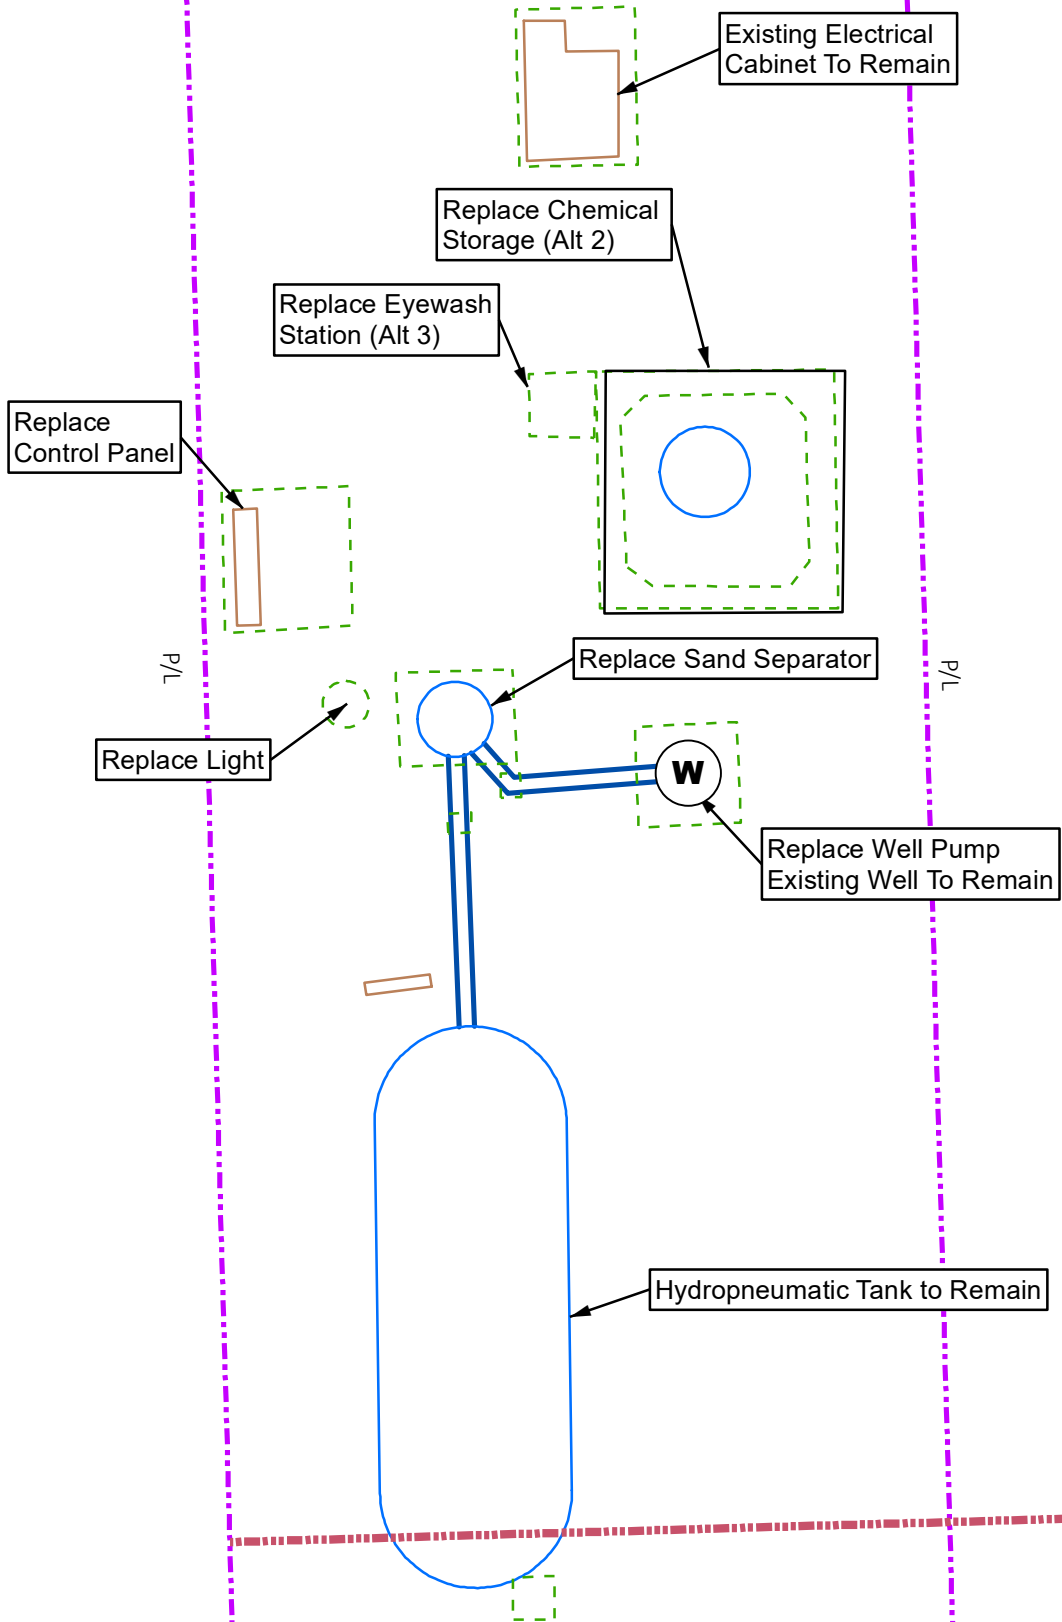 Existing Electrical
Cabinet To Remain
Replace Chemical
Storage (Alt 2)
Replace Eyewash
Station (Alt 3)
Replace
Control Panel
Replace Sand Separator
P/L
P/L
Replace Light
W
Replace Well Pump
Existing Well To Remain
Hydropneumatic Tank to Remain